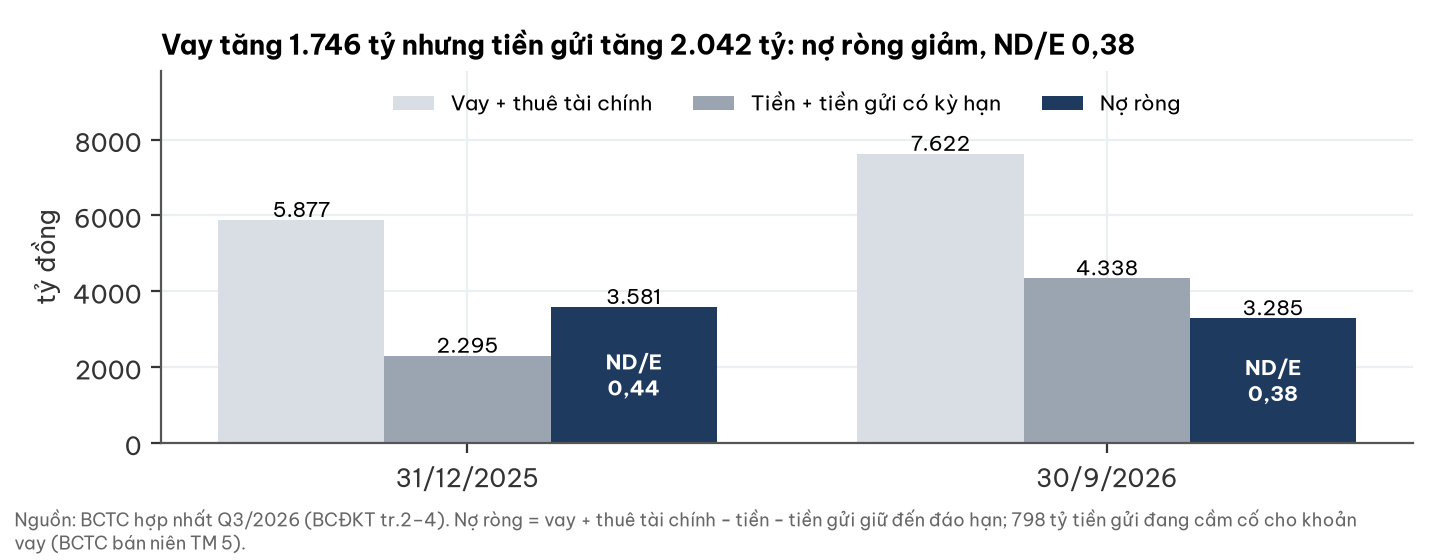 Vay tăng 1.746 tỷ nhưng tiền gửi tăng 2.042 tỷ: nợ ròng giảm, ND/E 0,38
Vay + thuê tài chính
Tiền + tiền gửi có kỳ hạn
Nợ ròng
tỷ đồng
8000
6000
4000
2000
0
5.877
2.295
3.581
ND/E
0,44
7.622
4.338
3.285
ND/E
0,38
31/12/2025
30/9/2026
Nguồn: BCTC hợp nhất Q3/2026 (BCĐKT tr.2–4). Nợ ròng = vay + thuê tài chính – tiền – tiền gửi giữ đến đáo hạn; 798 tỷ tiền gửi đang cầm cố cho khoản
vay (BCTC bán niên TM 5).